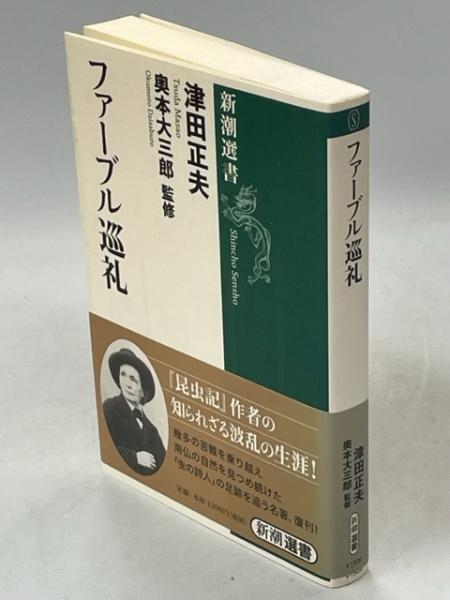 ファーブル巡礼
津田正夫
Tsuda Masao
奥本大三郎 監修
Okumoto Daisaburo
新潮選書
Shincho Sensho
『昆虫記』作者の
知られざる波乱の生涯!
幾多の苦難を乗り越え
南仏の自然を見つめ続けた
「虫の詩人」の足跡を追う名著、復刊!
新潮選書
S
ファーブル巡礼
津田正夫
奥本大三郎 監修
新潮選書